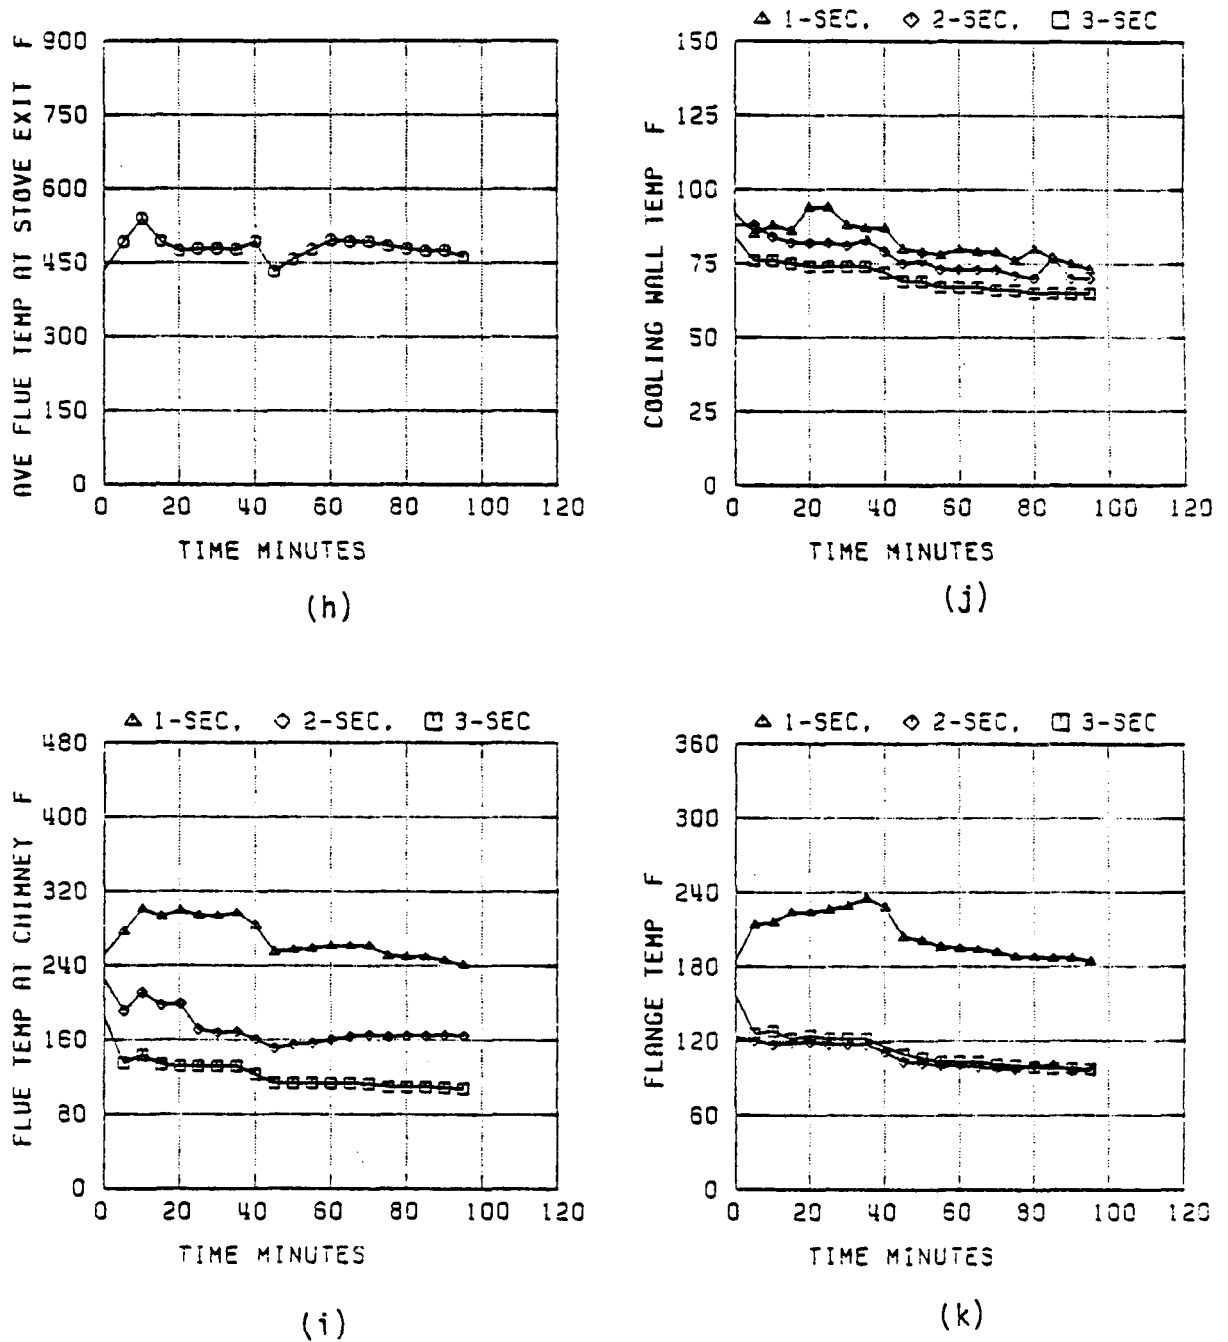 AVE FLUE TEMP AT STOVE EXIT F
900
750
600
450
300
150
0
0 20 40 60 80 100 120
TIME MINUTES
(h)
1-SEC, 2-SEC, 3-SEC
COOLING WALL TEMP F
150
125
100
75
50
25
0
0 20 40 60 80 100 120
TIME MINUTES
(j)
1-SEC, 2-SEC, 3-SEC
FLUE TEMP AT CHIMNEY F
480
400
320
240
160
80
0
0 20 40 60 80 100 120
TIME MINUTES
(i)
1-SEC, 2-SEC, 3-SEC
FLANGE TEMP F
360
300
240
180
120
60
0
0 20 40 60 80 100 120
TIME MINUTES
(k)